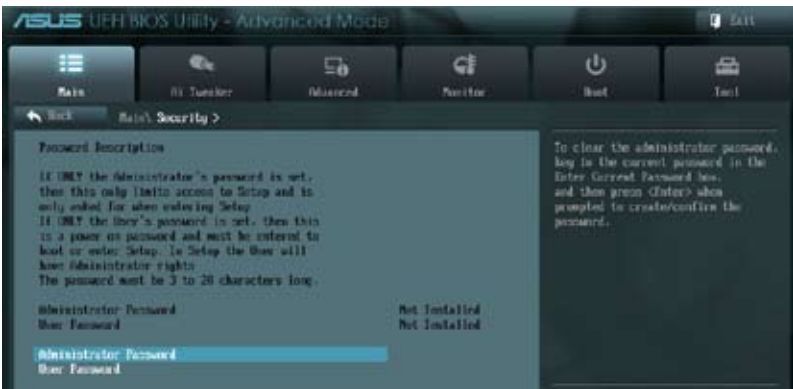 ASUS UEFI BIOS Utility - Advanced Mode
Exit
Main
Ai Tweaker
Advanced
Monitor
Boot
Tool
Back
Main\ Security >
Password Description
If ONLY the Administrator's password is set,
then this only limits access to Setup and is
only asked for when entering Setup
If ONLY the User's password is set, then this
is a power on password and must be entered to
boot or enter Setup. In Setup the User will
have Administrator rights
The password must be 3 to 20 characters long.
Administrator Password
Not Installed
User Password
Not Installed
Administrator Password
User Password
To clear the administrator password,
key in the current password in the
Enter Current Password box,
and then press <Enter> when
prompted to create/confirm the
password.